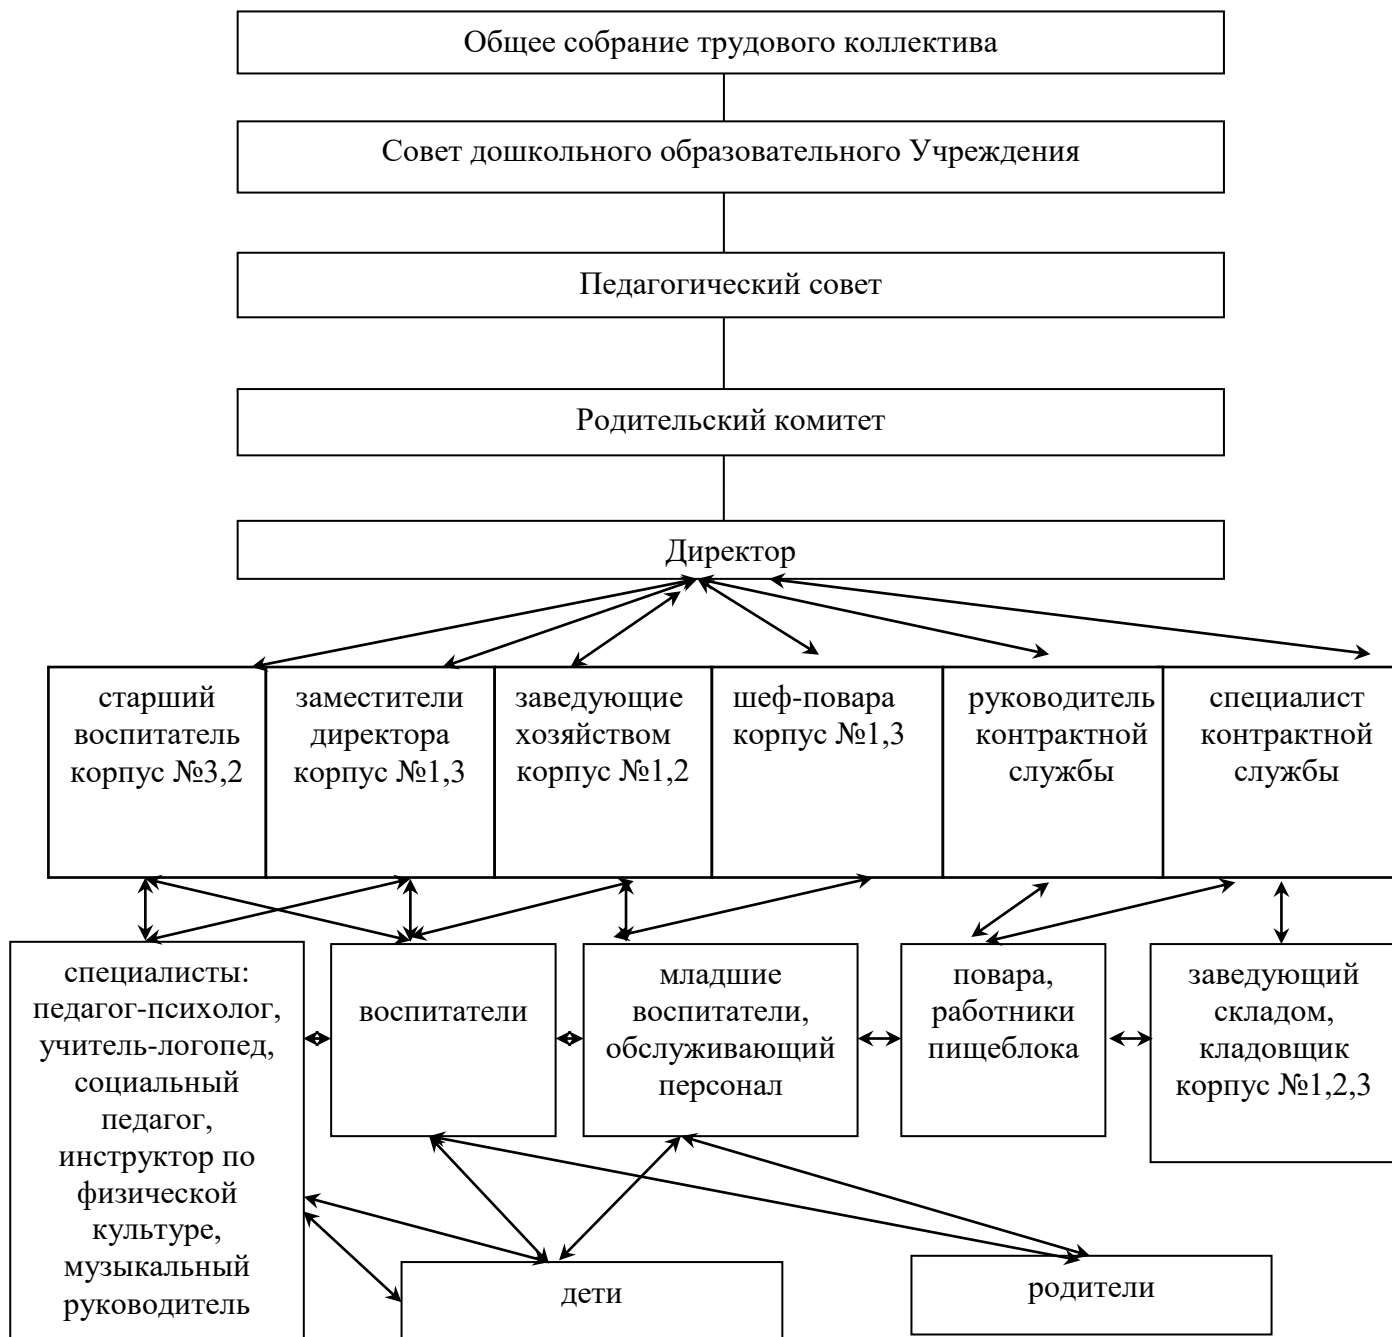 Общее собрание трудового коллектива
Совет дошкольного образовательного Учреждения
Педагогический совет
Родительский комитет
Директор
старший
воспитатель
корпус №3,2
заместители
директора
корпус №1,3
заведующие
хозяйством
корпус №1,2
шеф-повара
корпус №1,3
руководитель
контрактной
службы
специалист
контрактной
службы
специалисты:
педагог-психолог,
учитель-логопед,
социальный
педагог,
инструктор по
физической
культуре,
музыкальный
руководитель
воспитатели
младшие
воспитатели,
обслуживающий
персонал
повара,
работники
пищеблока
заведующий
складом,
кладовщик
корпус №1,2,3
дети
родители